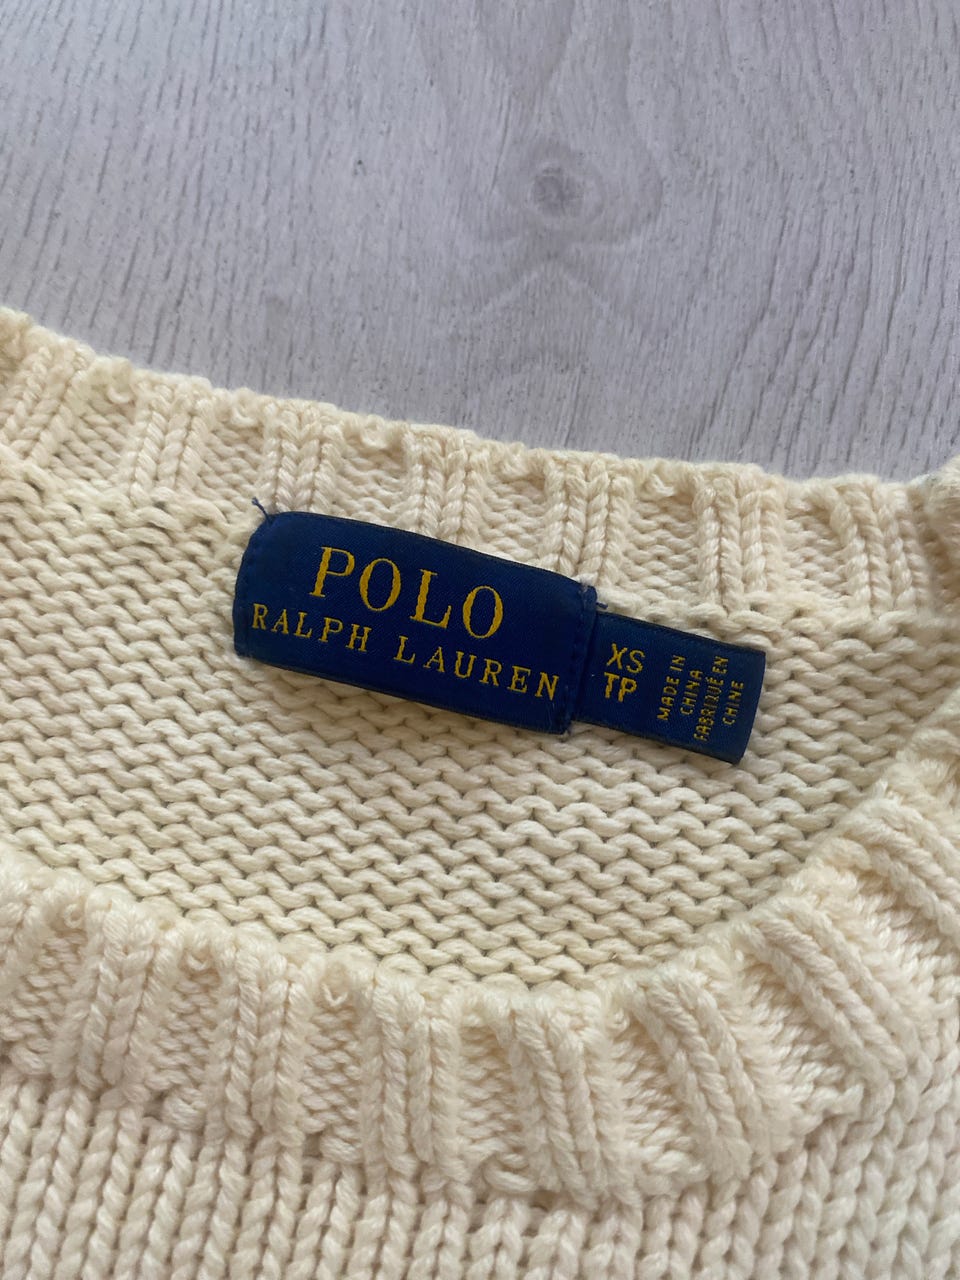 POLO
RALPH LAUREN
XS
TP
MADE IN
CHINA
FABRIQUÉ EN
CHINE